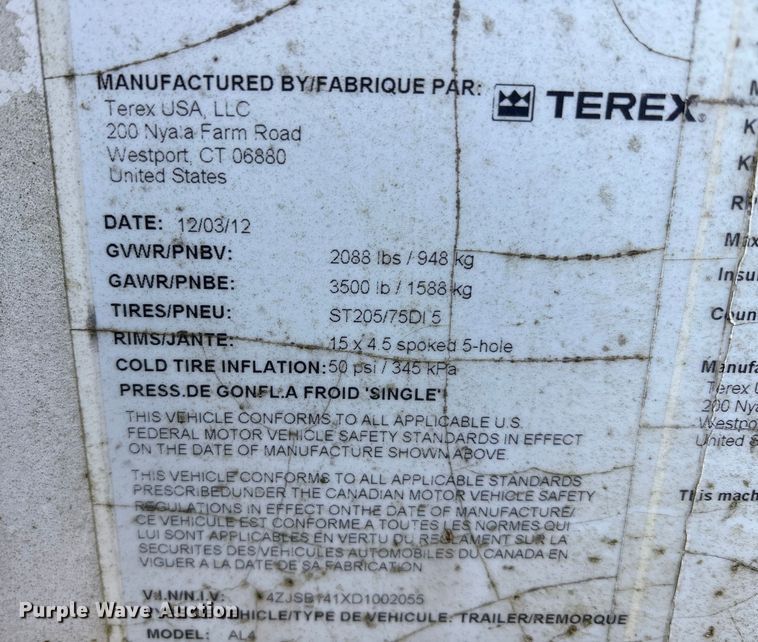 MANUFACTURED BY/FABRIQUE PAR:
TEREX
Terex USA, LLC
200 Nyala Farm Road
Westport, CT 06880
United States
DATE: 12/03/12
GVWR/PNBV: 2088 lbs / 948 kg
GAWR/PNBE: 3500 lb / 1588 kg
TIRES/PNEU: ST205/75DI5
RIMS/JANTE: 15 x 4.5 spoked 5-hole
COLD TIRE INFLATION: 50 psi / 345 kPa
PRESS.DE GONFL.A FROID 'SINGLE'
THIS VEHICLE CONFORMS TO ALL APPLICABLE U.S.
FEDERAL MOTOR VEHICLE SAFETY STANDARDS IN EFFECT
ON THE DATE OF MANUFACTURE SHOWN ABOVE.
THIS VEHICLE CONFORMS TO ALL APPLICABLE STANDARDS
PRESCRIBEDUNDER THE CANADIAN MOTOR VEHICLE SAFETY
REGULATIONS IN EFFECT ONTHE DATE OF MANUFACTURE/
CE VEHICULE EST CONFORME A TOUTES LES NORMES QUI
LUI SONT APPLICABLES EN VERTU DU REGLAMENT SUR LA
SECURITES DES VEHICULES AUTOMOBILES DU CANADA EN
VIGUER A LA DATE DE SA FABRICATION
V.I.N/N.I.V: 4ZJSB141XD1002055
VEHICLE/TYPE DE VEHICULE: TRAILER/REMORQUE
MODEL: AL4
Manufa
Terex U
200 Nya
Westpo
United S
This mach
Purple Wave Auction